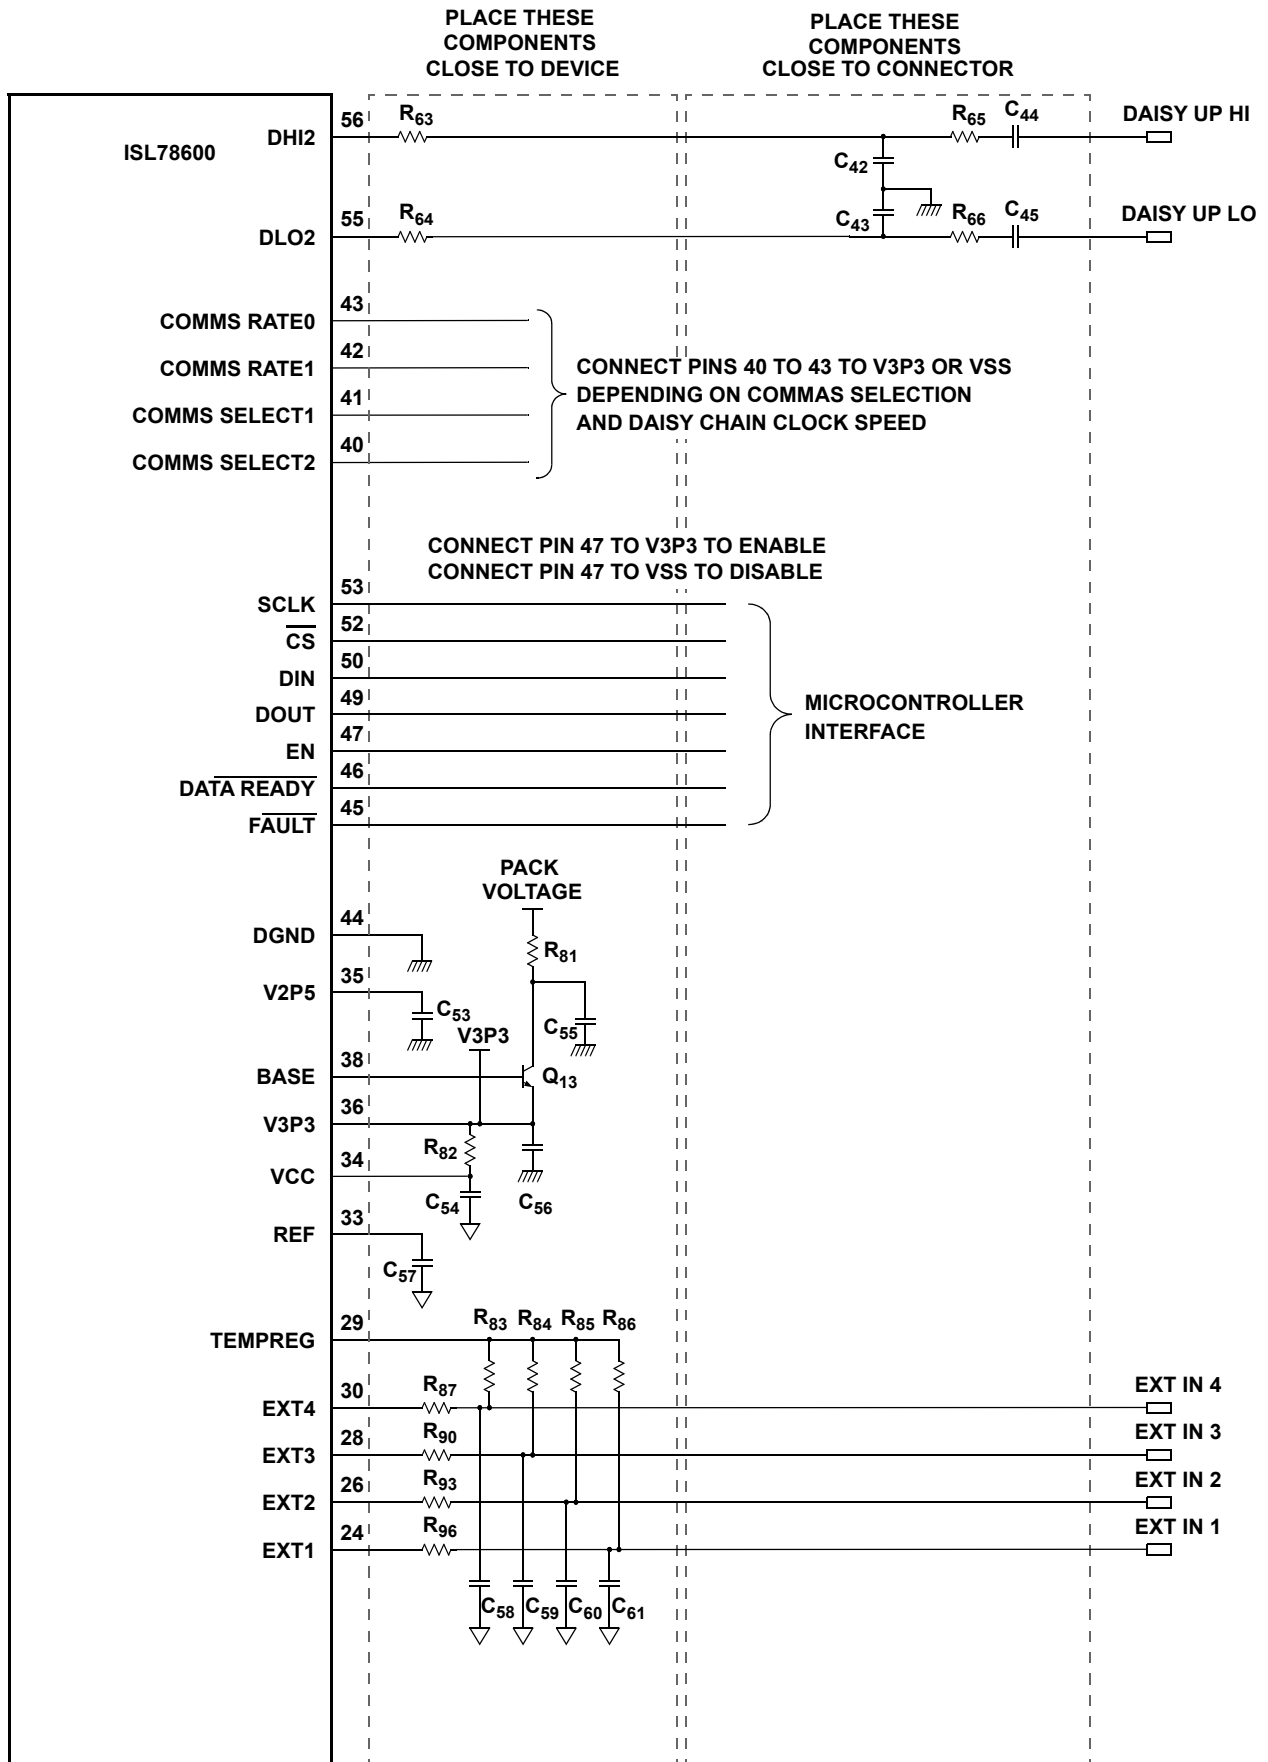 PLACE THESE
COMPONENTS
CLOSE TO DEVICE
PLACE THESE
COMPONENTS
CLOSE TO CONNECTOR
ISL78600
DHI2
56
R63
R65
C44
DAISY UP HI
C42
DLO2
55
R64
C43
R66
C45
DAISY UP LO
COMMS RATE0
43
COMMS RATE1
42
COMMS SELECT1
41
COMMS SELECT2
40
CONNECT PINS 40 TO 43 TO V3P3 OR VSS
DEPENDING ON COMMAS SELECTION
AND DAISY CHAIN CLOCK SPEED
CONNECT PIN 47 TO V3P3 TO ENABLE
CONNECT PIN 47 TO VSS TO DISABLE
SCLK
53
CS
52
DIN
50
DOUT
49
EN
47
DATA READY
46
FAULT
45
MICROCONTROLLER
INTERFACE
PACK
VOLTAGE
DGND
44
R81
V2P5
35
C53
C55
V3P3
BASE
38
Q13
V3P3
36
R82
VCC
34
C54
C56
REF
33
C57
TEMPREG
29
R83
R84
R85
R86
EXT4
30
R87
EXT IN 4
EXT3
28
R90
EXT IN 3
EXT2
26
R93
EXT IN 2
EXT1
24
R96
EXT IN 1
C58
C59
C60
C61